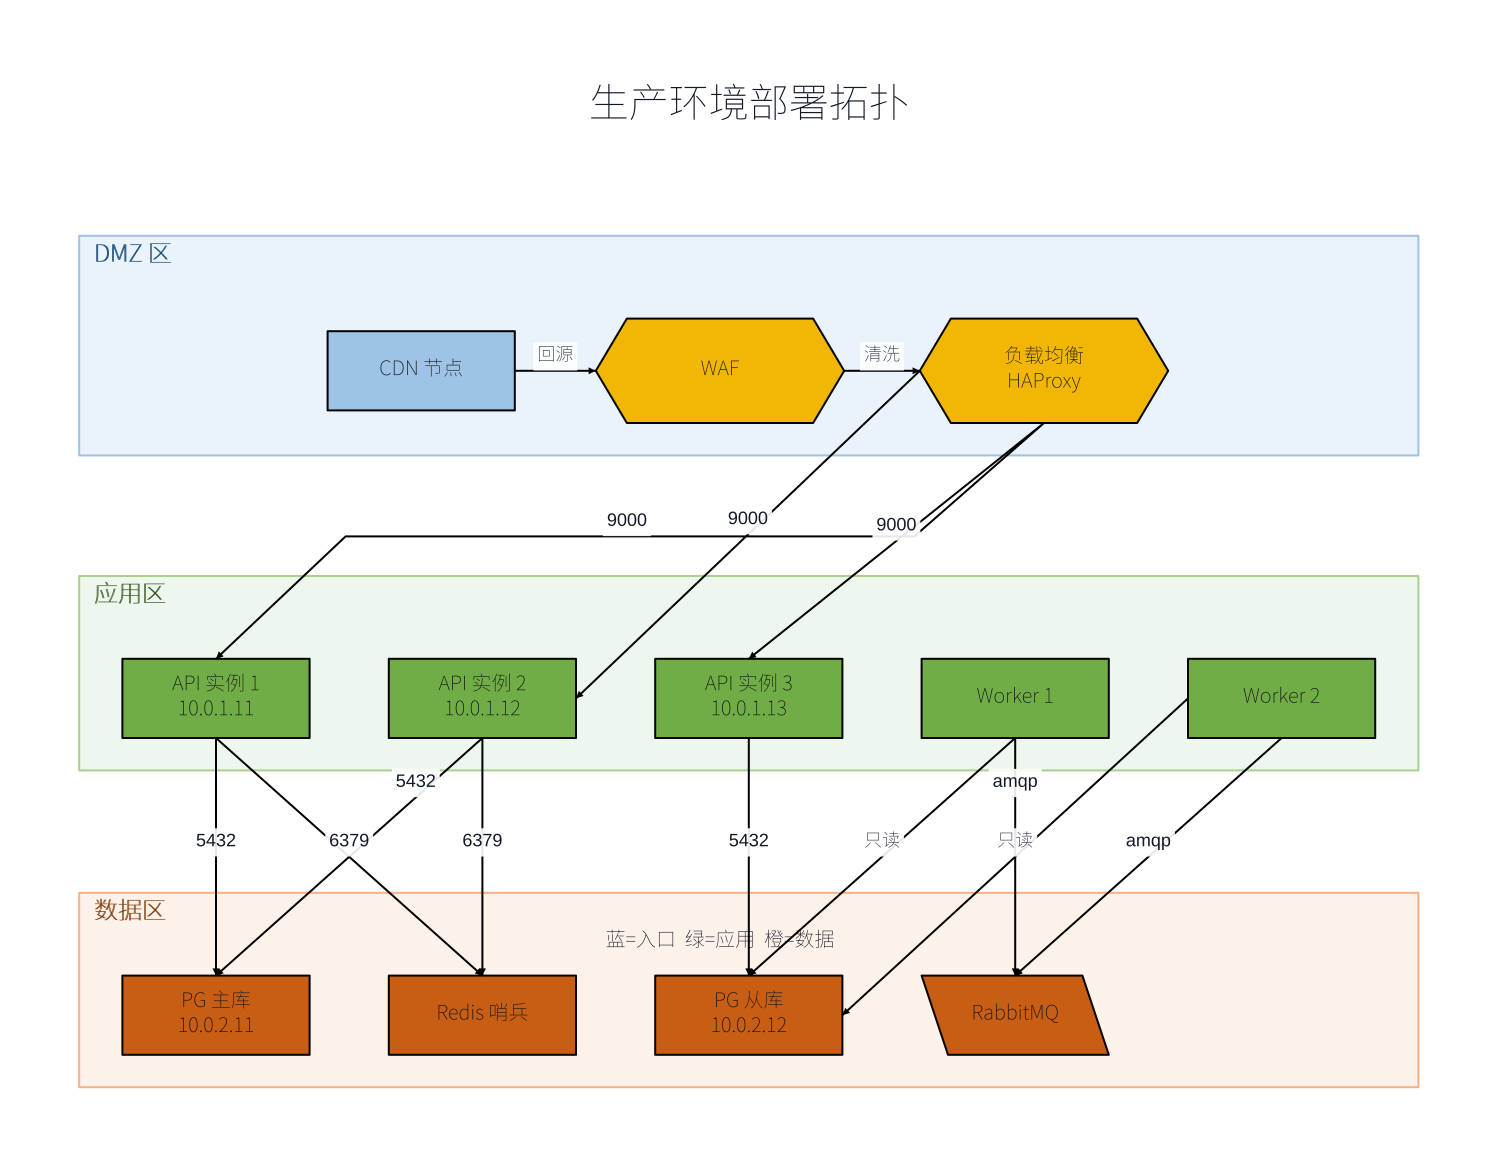 生产环境部署拓扑
DMZ 区
CDN 节点
回源
WAF
清洗
负载均衡
HAProxy
9000
9000
9000
应用区
API 实例 1
10.0.1.11
API 实例 2
10.0.1.12
API 实例 3
10.0.1.13
Worker 1
Worker 2
5432
amqp
5432
6379
6379
5432
只读
只读
amqp
数据区
蓝=入口 绿=应用 橙=数据
PG 主库
10.0.2.11
Redis 哨兵
PG 从库
10.0.2.12
RabbitMQ